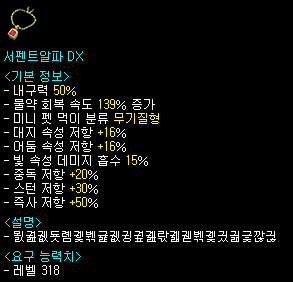 서펜트알파 DX
<기본 정보>
- 내구력 50%
- 물약 회복 속도 139% 증가
- 미니 펫 먹이 분류 무기질형
- 대지 속성 저항 +16%
- 어둠 속성 저항 +16%
- 빛 속성 데미지 흡수 15%
- 중독 저항 +20%
- 스턴 저항 +30%
- 즉사 저항 +50%
<설명>
<요구 능력치>
- 레벨 318